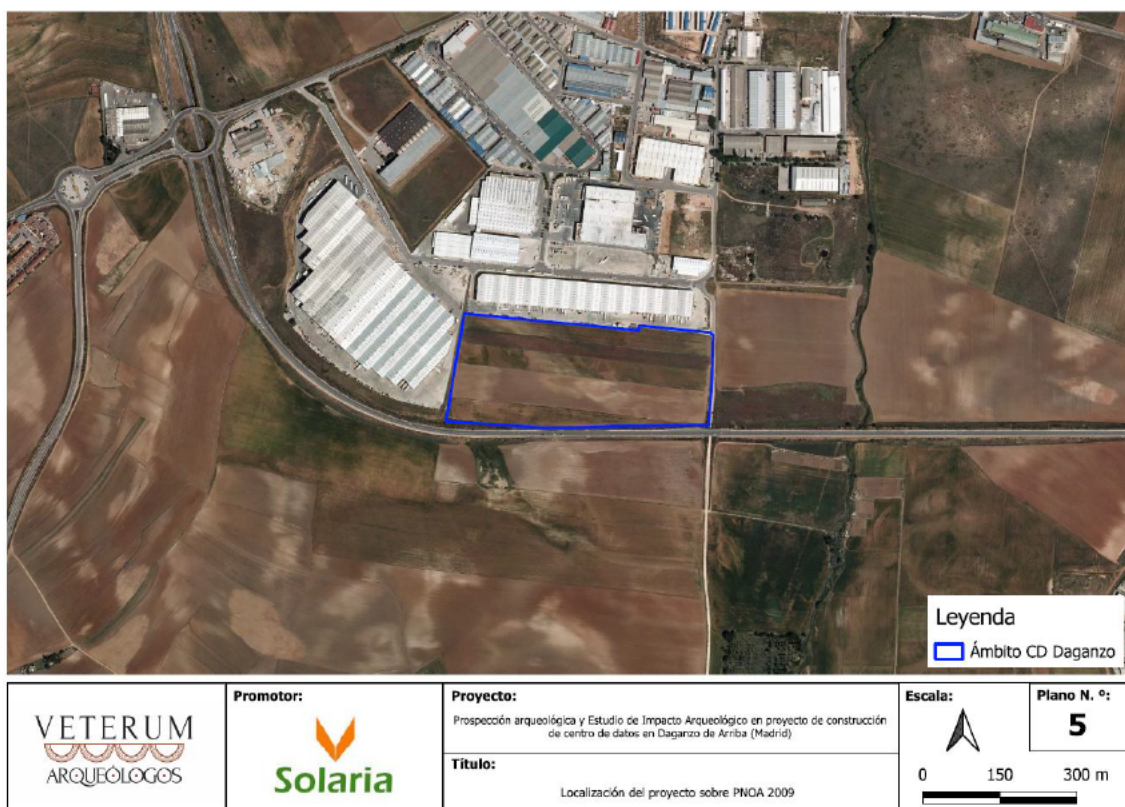 Leyenda
Ámbito CD Daganzo
VETERUM
ARQUEÓLOGOS
Promotor:
Solaria
Proyecto:
Prospección arqueológica y Estudio de Impacto Arqueológico en proyecto de construcción
de centro de datos en Daganzo de Arriba (Madrid)
Título:
Localización del proyecto sobre PNOA 2009
Escala:
0 150 300 m
Plano N. º:
5